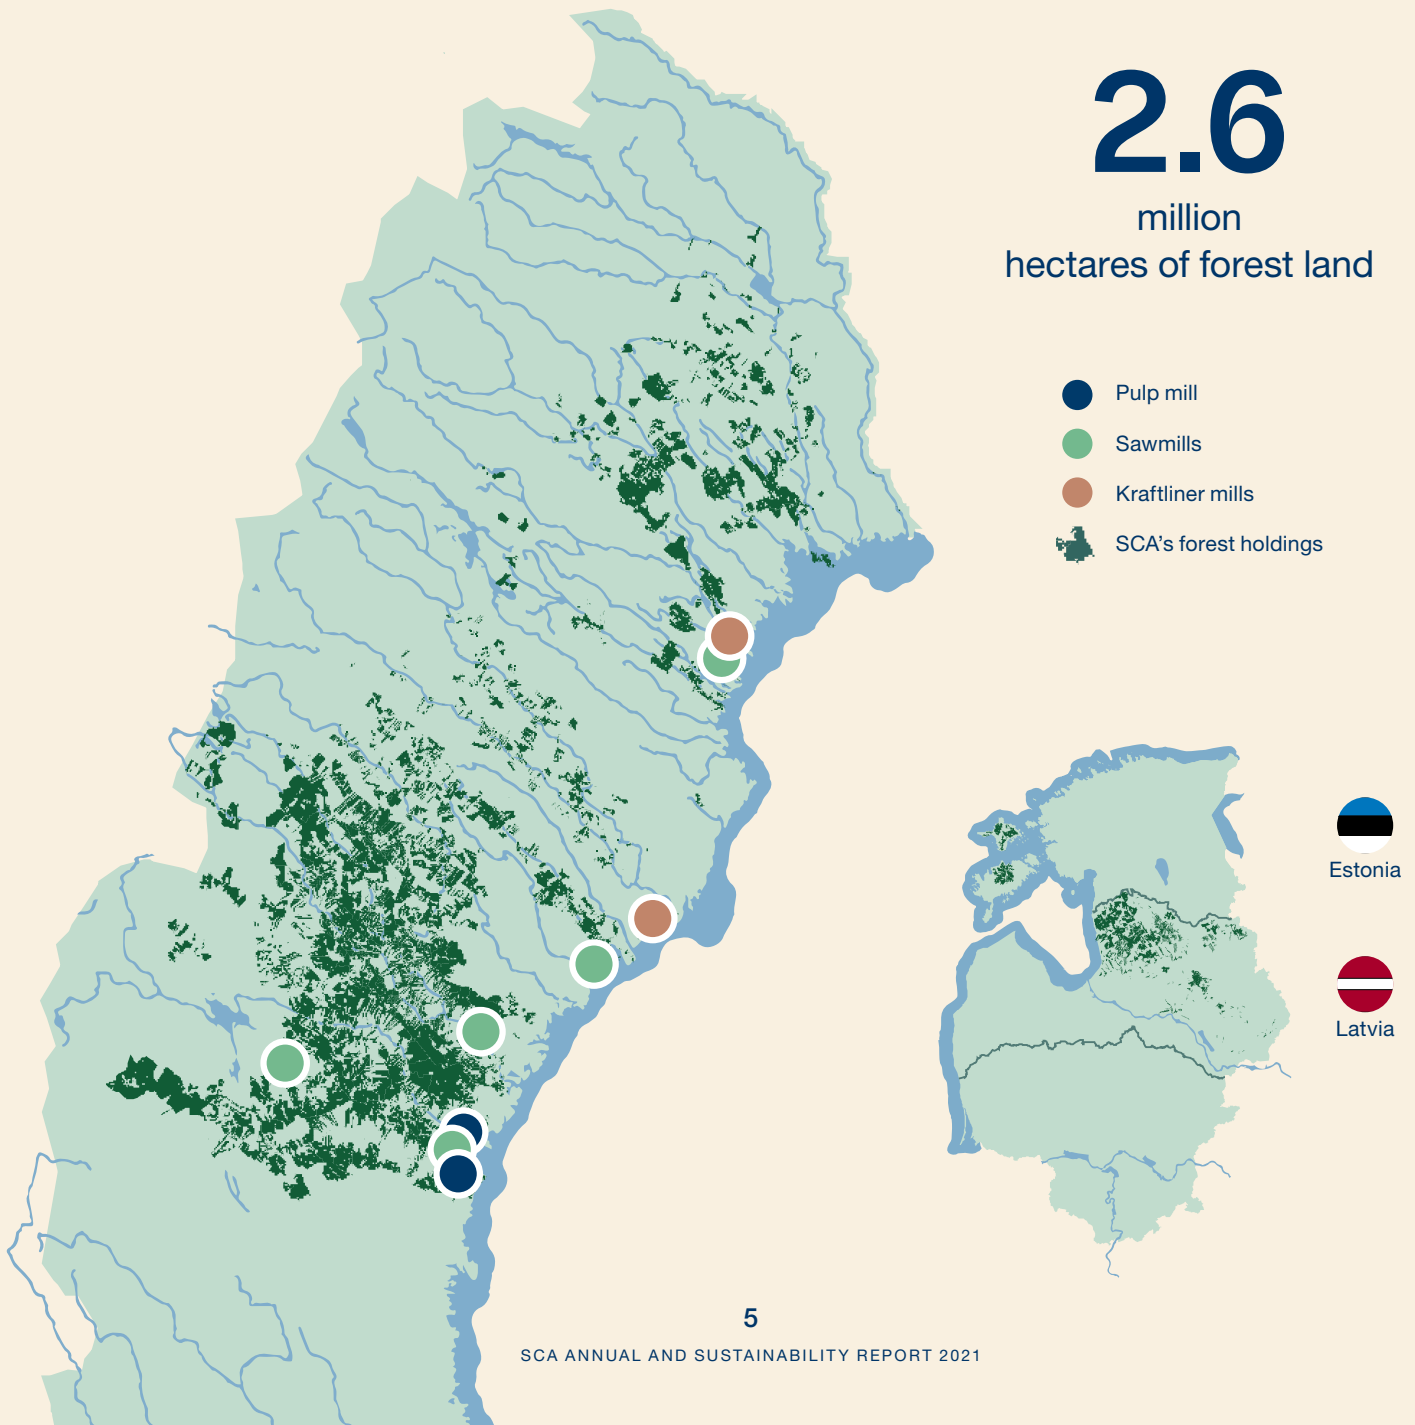 2.6
million
hectares of forest land
Pulp mill
Sawmills
Kraftliner mills
SCA’s forest holdings
Estonia
Latvia
5
SCA ANNUAL AND SUSTAINABILITY REPORT 2021